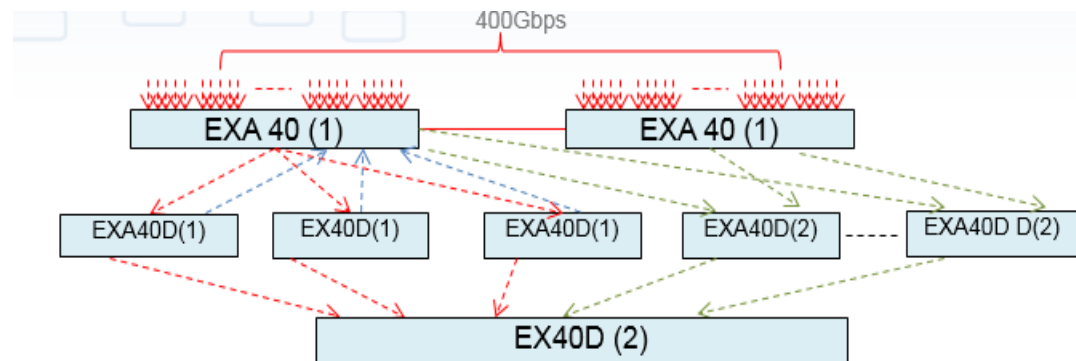 400Gbps
EXA 40 (1)
EXA 40 (1)
EXA40D(1)
EX40D(1)
EXA40D(1)
EXA40D(2)
EXA40D D(2)
EX40D (2)